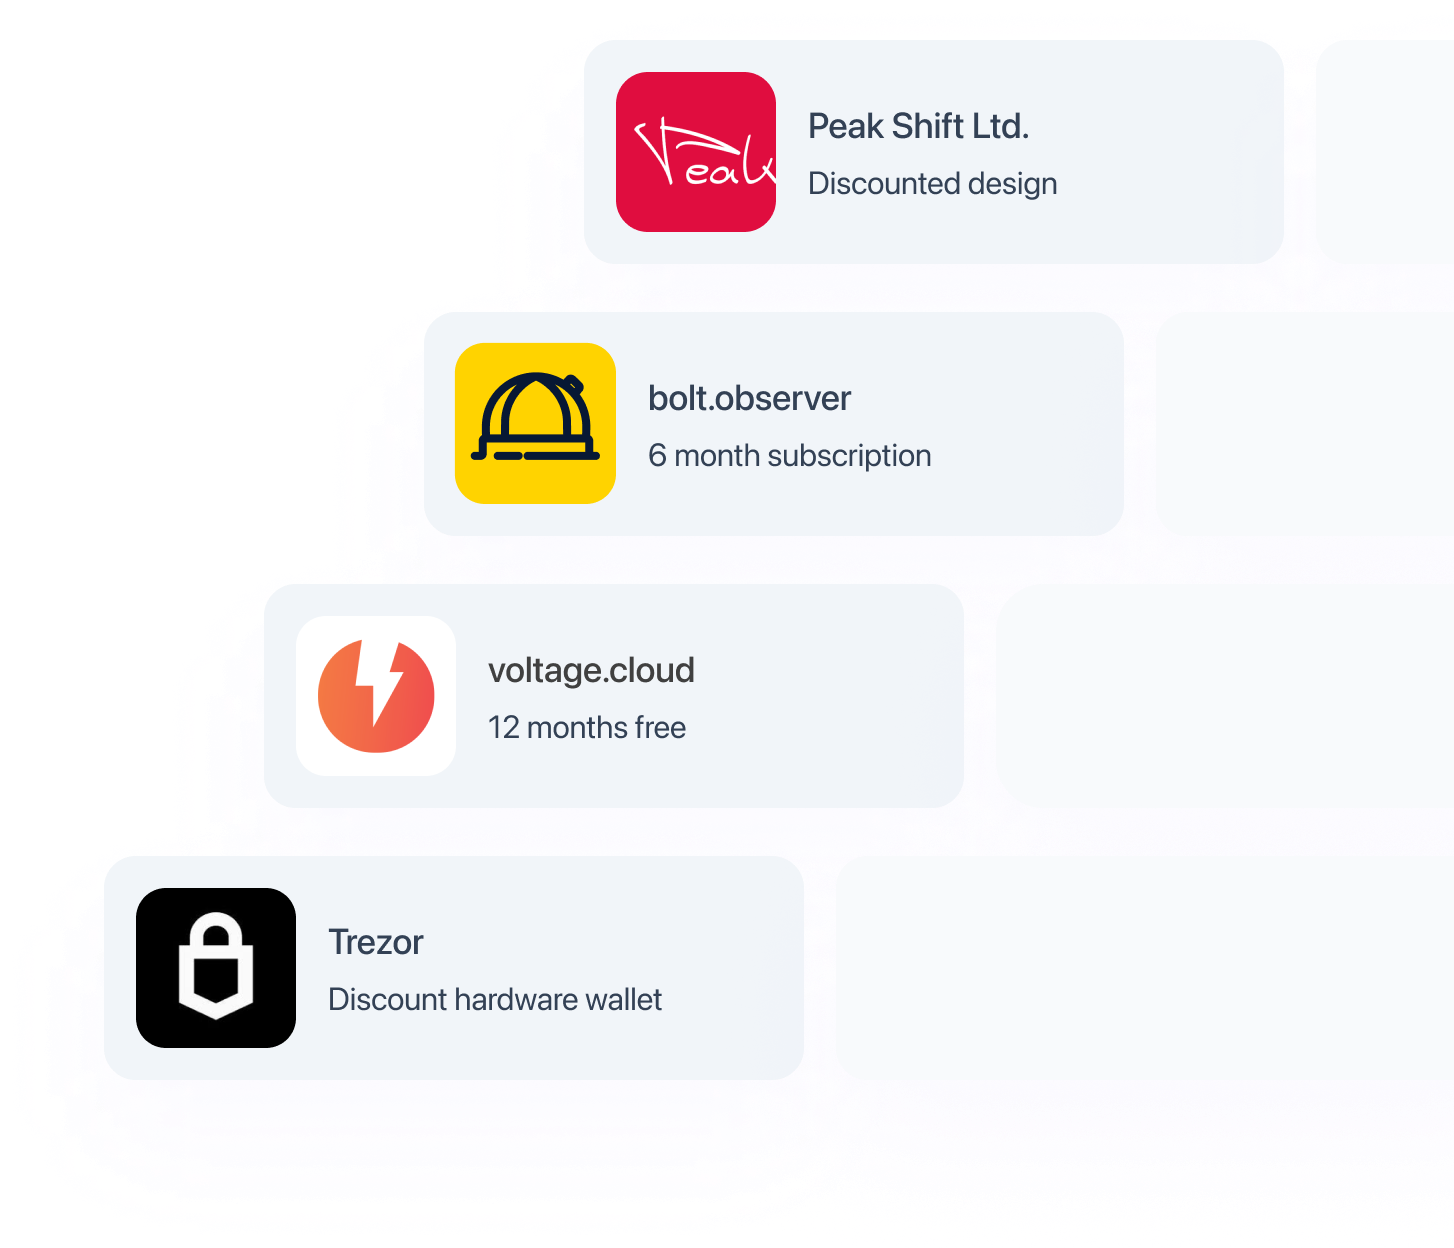 Peak
Peak Shift Ltd.
Discounted design
bolt.observer
6 month subscription
voltage.cloud
12 months free
Trezor
Discount hardware wallet